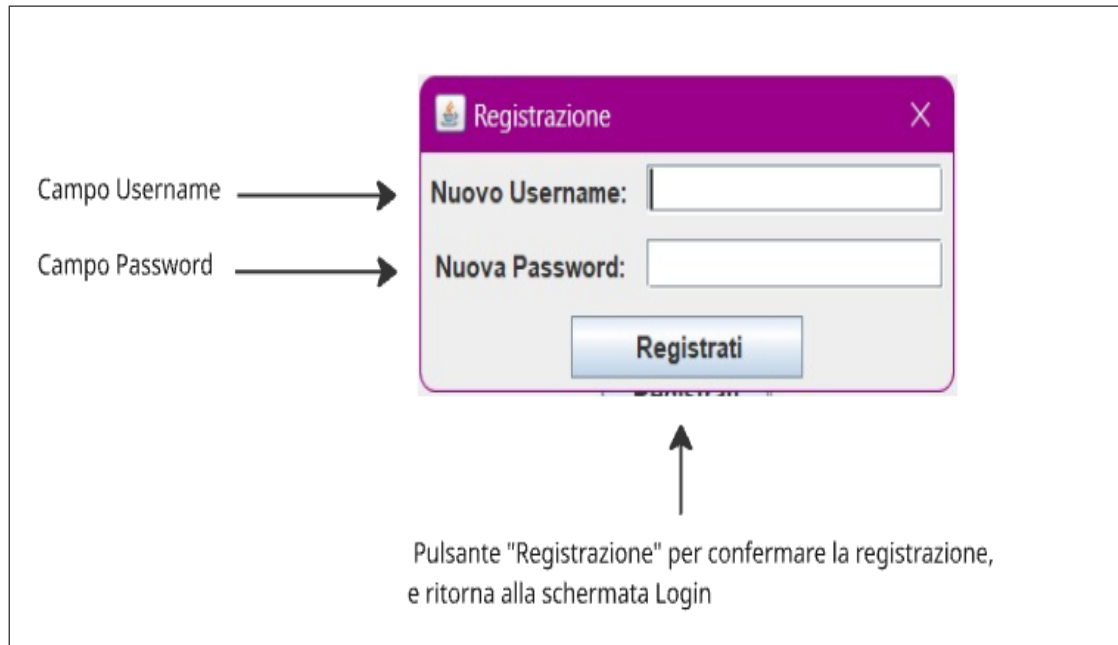 Registrazione
Campo Username
Nuovo Username:
Campo Password
Nuova Password:
Registrati
Registrati
Pulsante "Registrazione" per confermare la registrazione,
e ritorna alla schermata Login